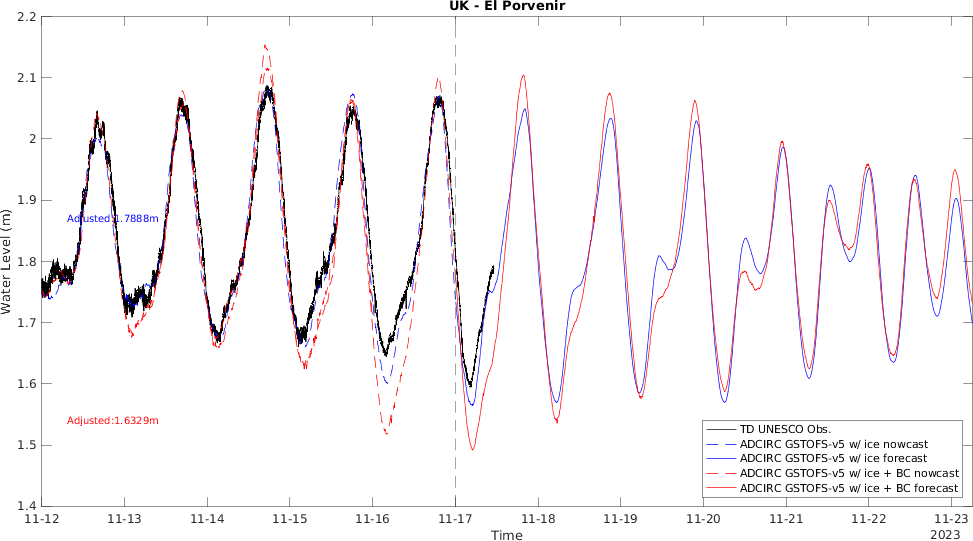 UK - El Porvenir
Water Level (m)
2.2
2.1
2
1.9
1.8
1.7
1.6
1.5
1.4
Adjusted:1.7888m
Adjusted:1.6329m
TD UNESCO Obs.
ADCIRC GSTOFS-v5 w/ ice nowcast
ADCIRC GSTOFS-v5 w/ ice forecast
ADCIRC GSTOFS-v5 w/ ice + BC nowcast
ADCIRC GSTOFS-v5 w/ ice + BC forecast
11-12 11-13 11-14 11-15 11-16 11-17 11-18 11-19 11-20 11-21 11-22 11-23
Time
2023